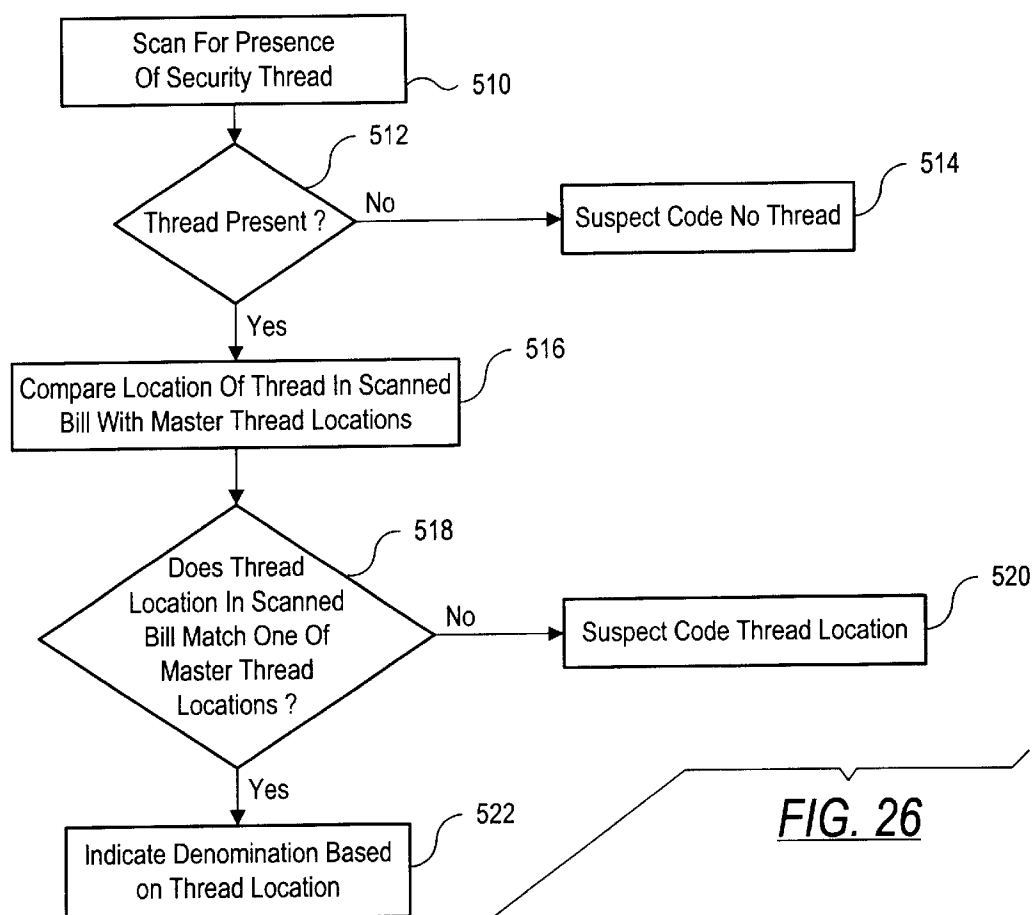 Scan For Presence
Of Security Thread
510
512
Thread Present ?
No
514
Suspect Code No Thread
Yes
516
Compare Location Of Thread In Scanned
Bill With Master Thread Locations
518
Does Thread
Location In Scanned
Bill Match One Of
Master Thread
Locations ?
No
520
Suspect Code Thread Location
Yes
522
Indicate Denomination Based
on Thread Location
FIG. 26